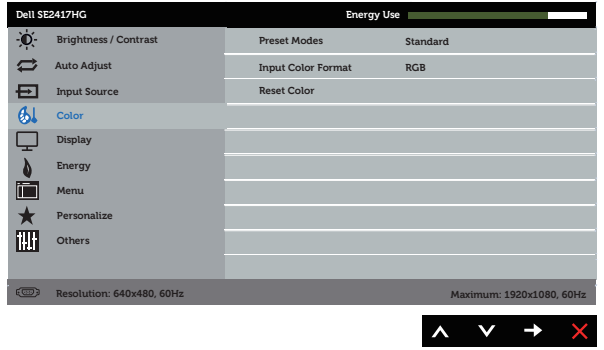 Dell SE2417HG Energy Use
Brightness / Contrast Preset Modes Standard
Auto Adjust Input Color Format RGB
Input Source Reset Color
Color
Display
Energy
Menu
Personalize
Others
Resolution: 640x480, 60Hz Maximum: 1920x1080, 60Hz